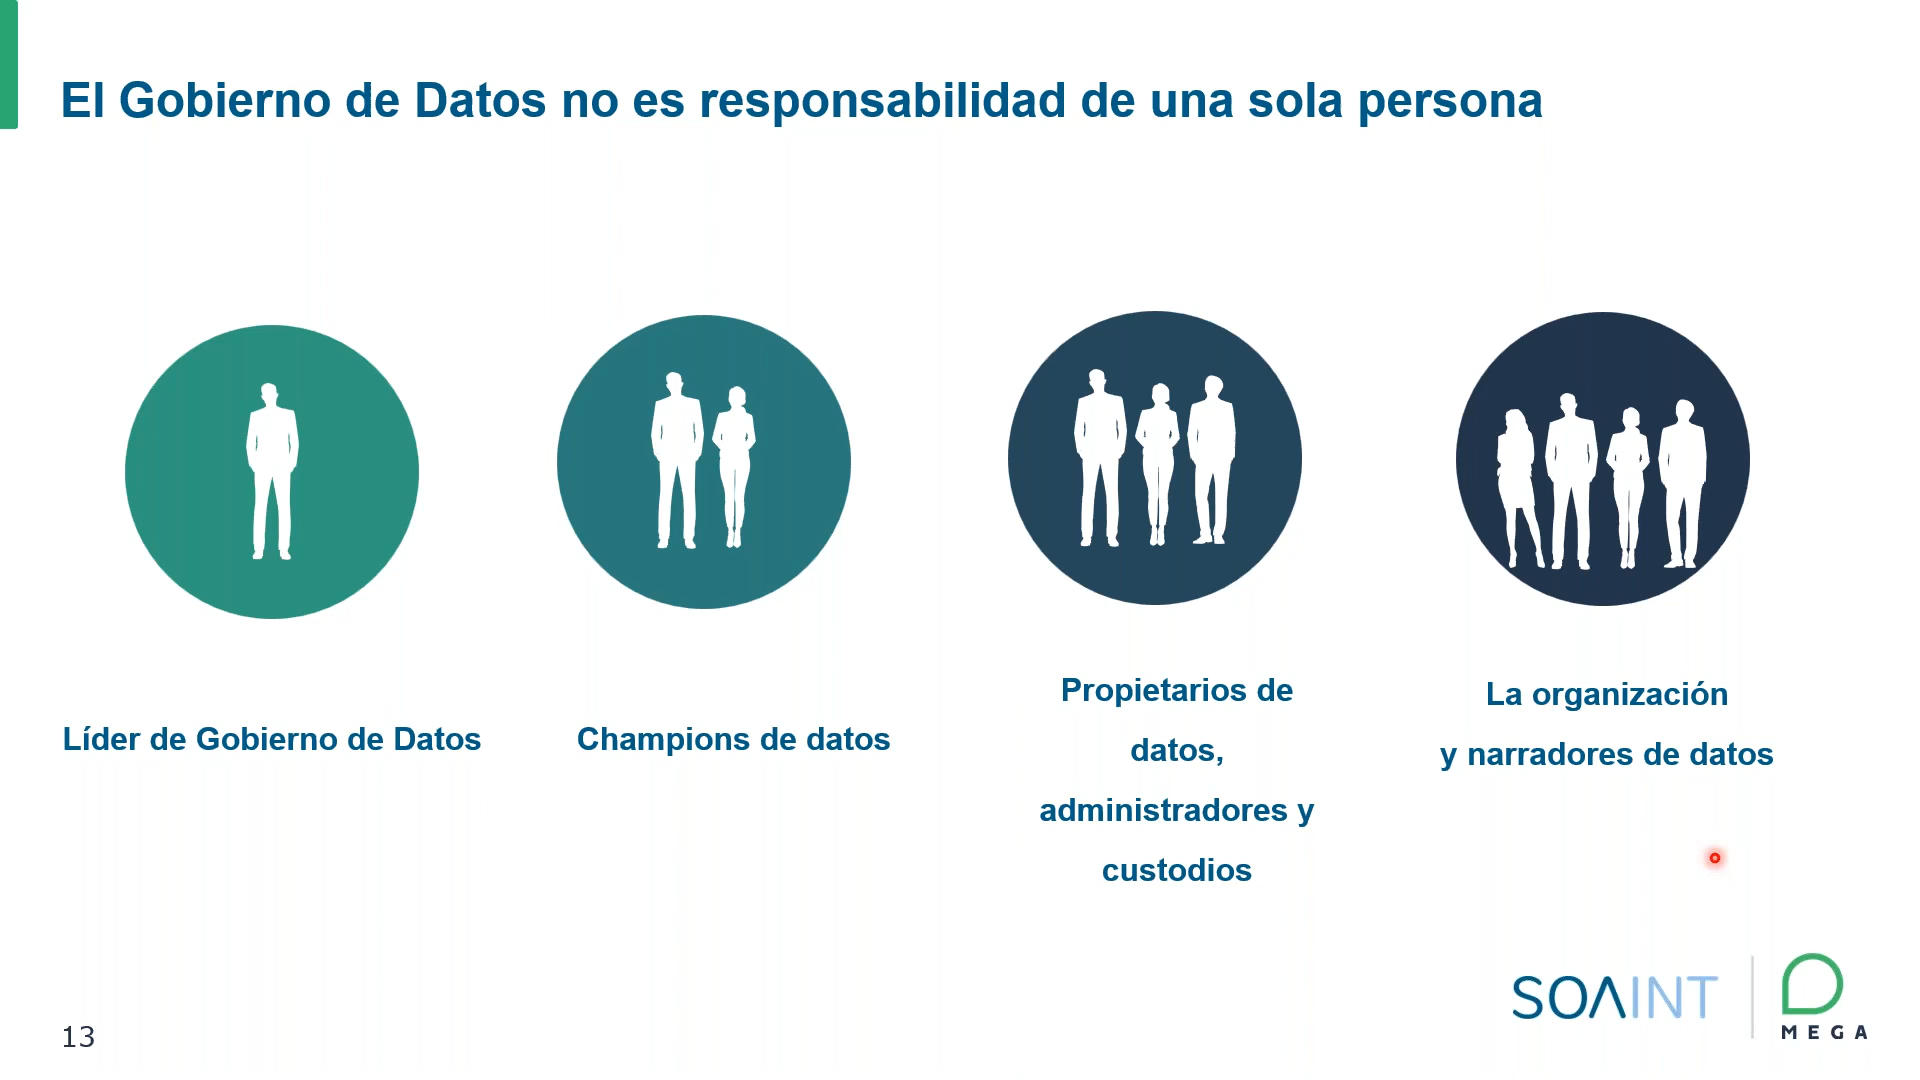 El Gobierno de Datos no es responsabilidad de una sola persona
Líder de Gobierno de Datos
Champions de datos
Propietarios de
datos,
administradores y
custodios
La organización
y narradores de datos
SOAINT
MEGA
13